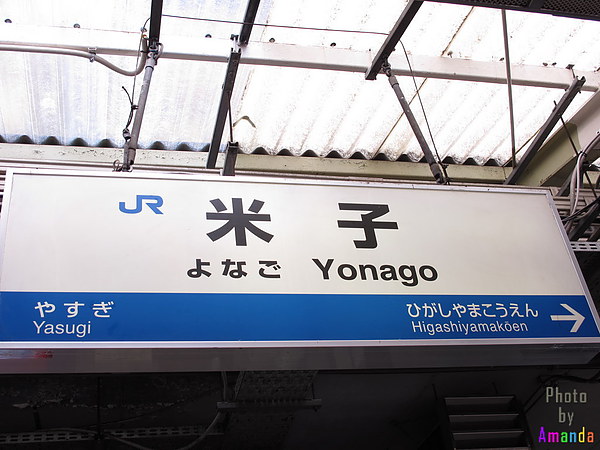 JR 米子
よなご Yonago
やすぎ
Yasugi
ひがしやまこうえん
Higashiyamakōen
Photo
by
Amanda